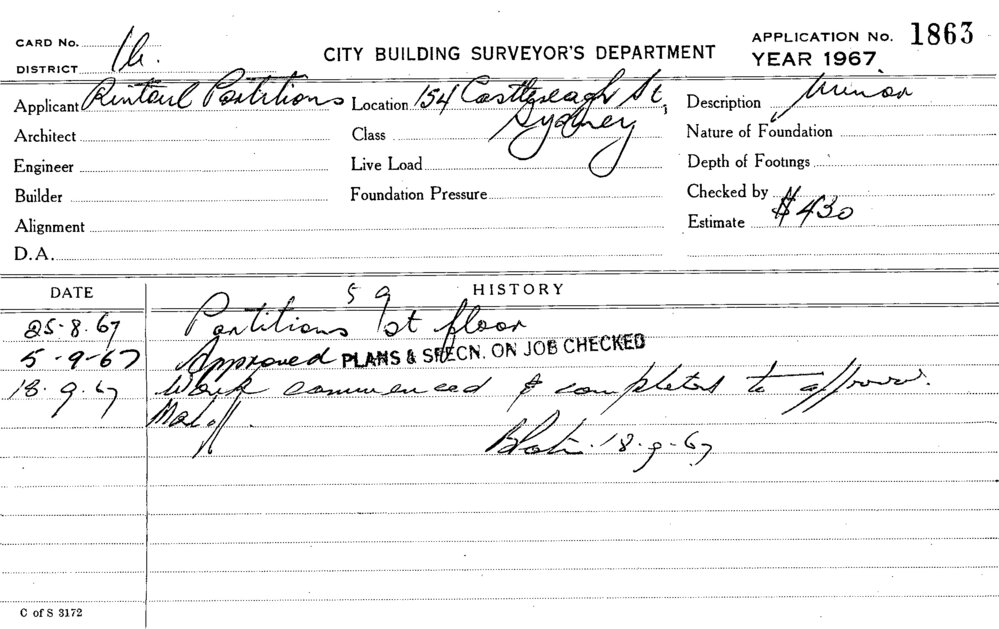 CARD No.
DISTRICT
CITY BUILDING SURVEYOR'S DEPARTMENT
APPLICATION No. 1863
YEAR 1967
Applicant Rintoul Partitions
Location 154 Castlereagh St,
Sydney
Description Minor
Architect
Class
Nature of Foundation
Engineer
Live Load
Depth of Footings
Builder
Foundation Pressure
Checked by
Alignment
Estimate $430
D.A.
DATE
HISTORY
5 9
25-8-67 Partitions 1st floor
5-9-67 Approved PLANS & SPECN. ON JOB CHECKED
18.9.67 Work commenced & completed to approval.
18-9-67
C of S 3172